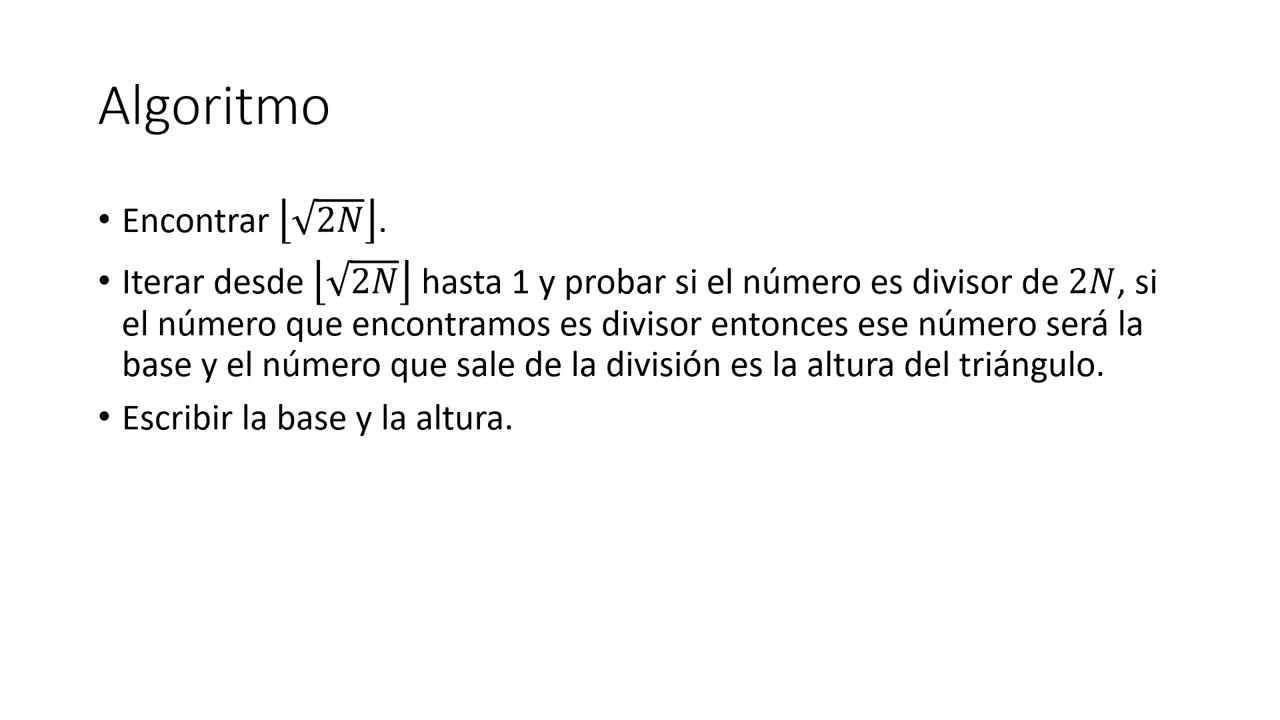 Algoritmo
• Encontrar ⌊√2N⌋.
• Iterar desde ⌊√2N⌋ hasta 1 y probar si el número es divisor de 2N, si
el número que encontramos es divisor entonces ese número será la
base y el número que sale de la división es la altura del triángulo.
• Escribir la base y la altura.